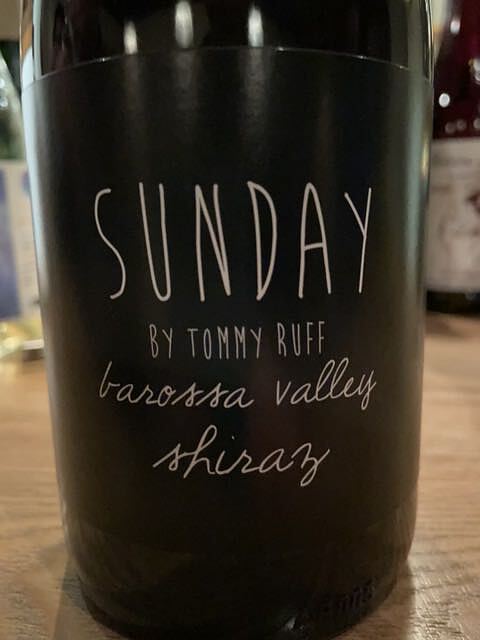 SUNDAY
BY TOMMY RUFF
barossa valley
shiraz